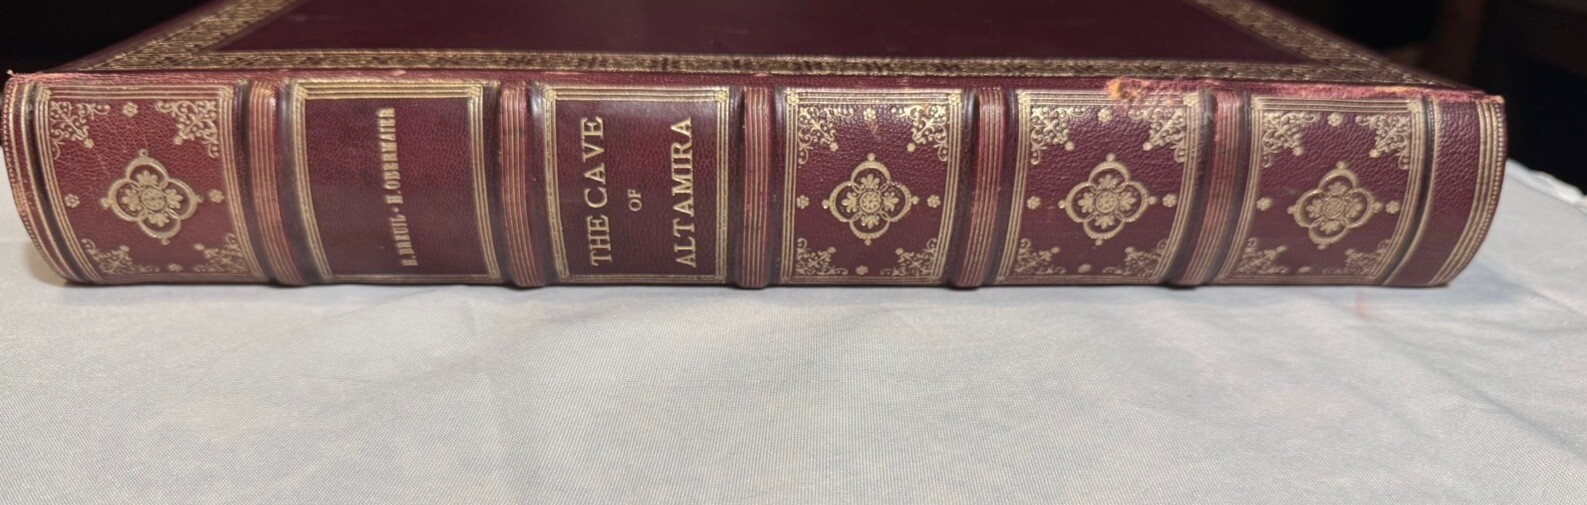 H. BREUIL - H. OBERMAIER
THE CAVE
OF
ALTAMIRA